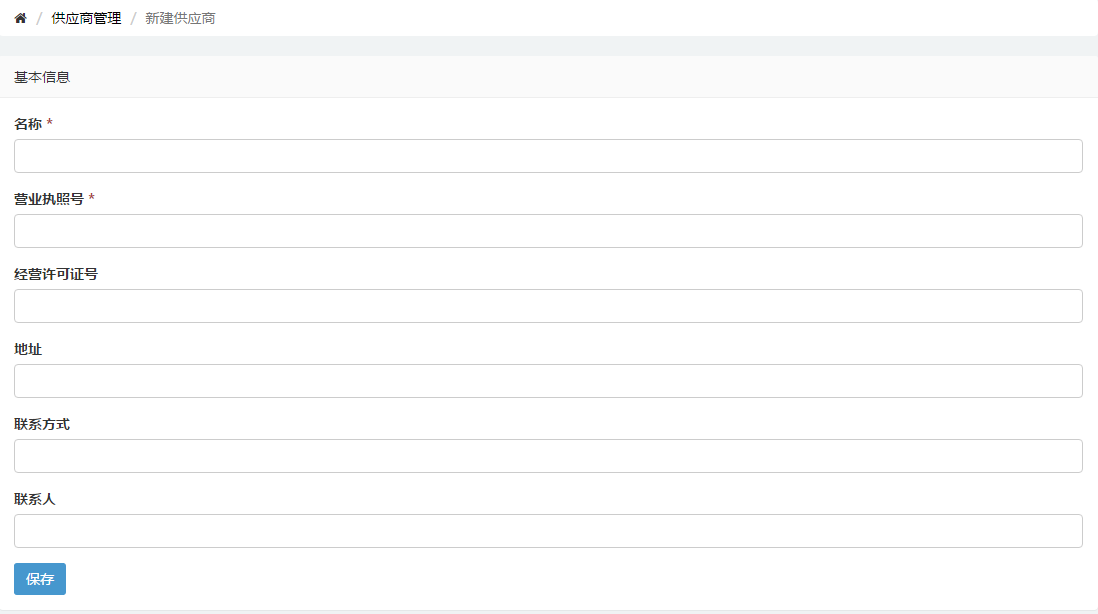 / 供应商管理 / 新建供应商
基本信息
名称 *
营业执照号 *
经营许可证号
地址
联系方式
联系人
保存